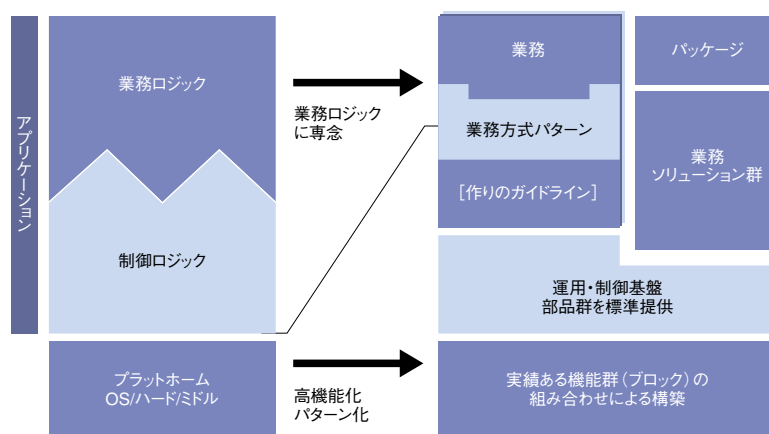 アプリケーション
業務ロジック
制御ロジック
プラットホーム
OS/ハード/ミドル
業務ロジック
に専念
高機能化
パターン化
業務
業務方式パターン
[作りのガイドライン]
パッケージ
業務
ソリューション群
運用・制御基盤
部品群を標準提供
実績ある機能群(ブロック)の
組み合わせによる構築